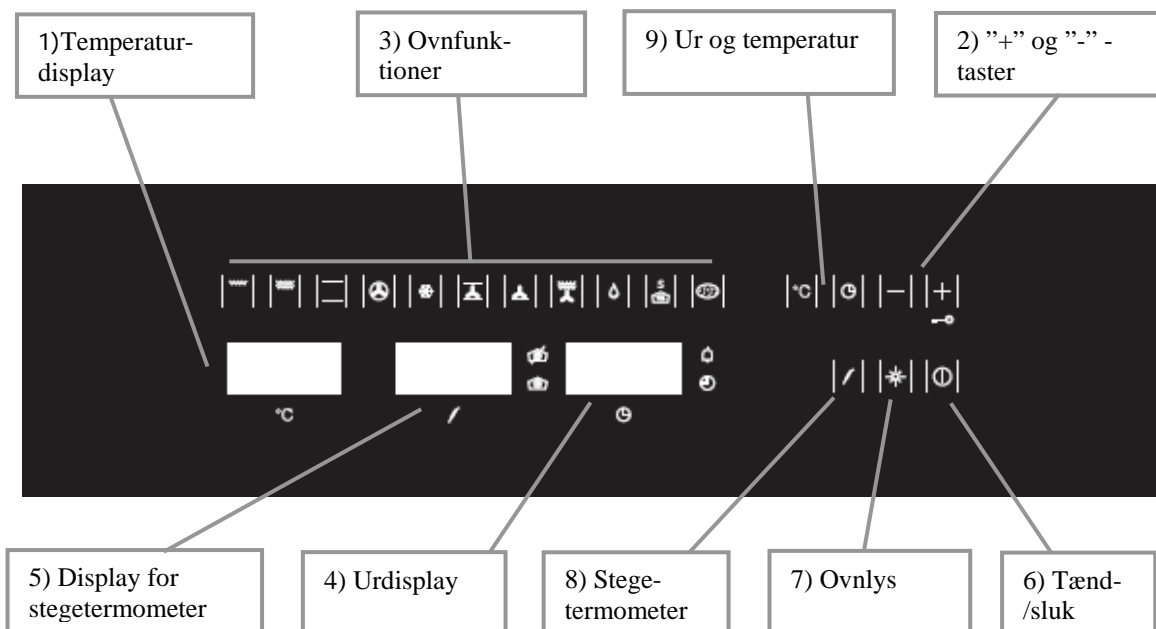 1)Temperatur-
display
3) Ovnfunk-
tioner
9) Ur og temperatur
2) ”+” og ”-” -
taster
°C
S
°C
5) Display for
stegetermometer
4) Urdisplay
8) Stege-
termometer
7) Ovnlys
6) Tænd-
/sluk